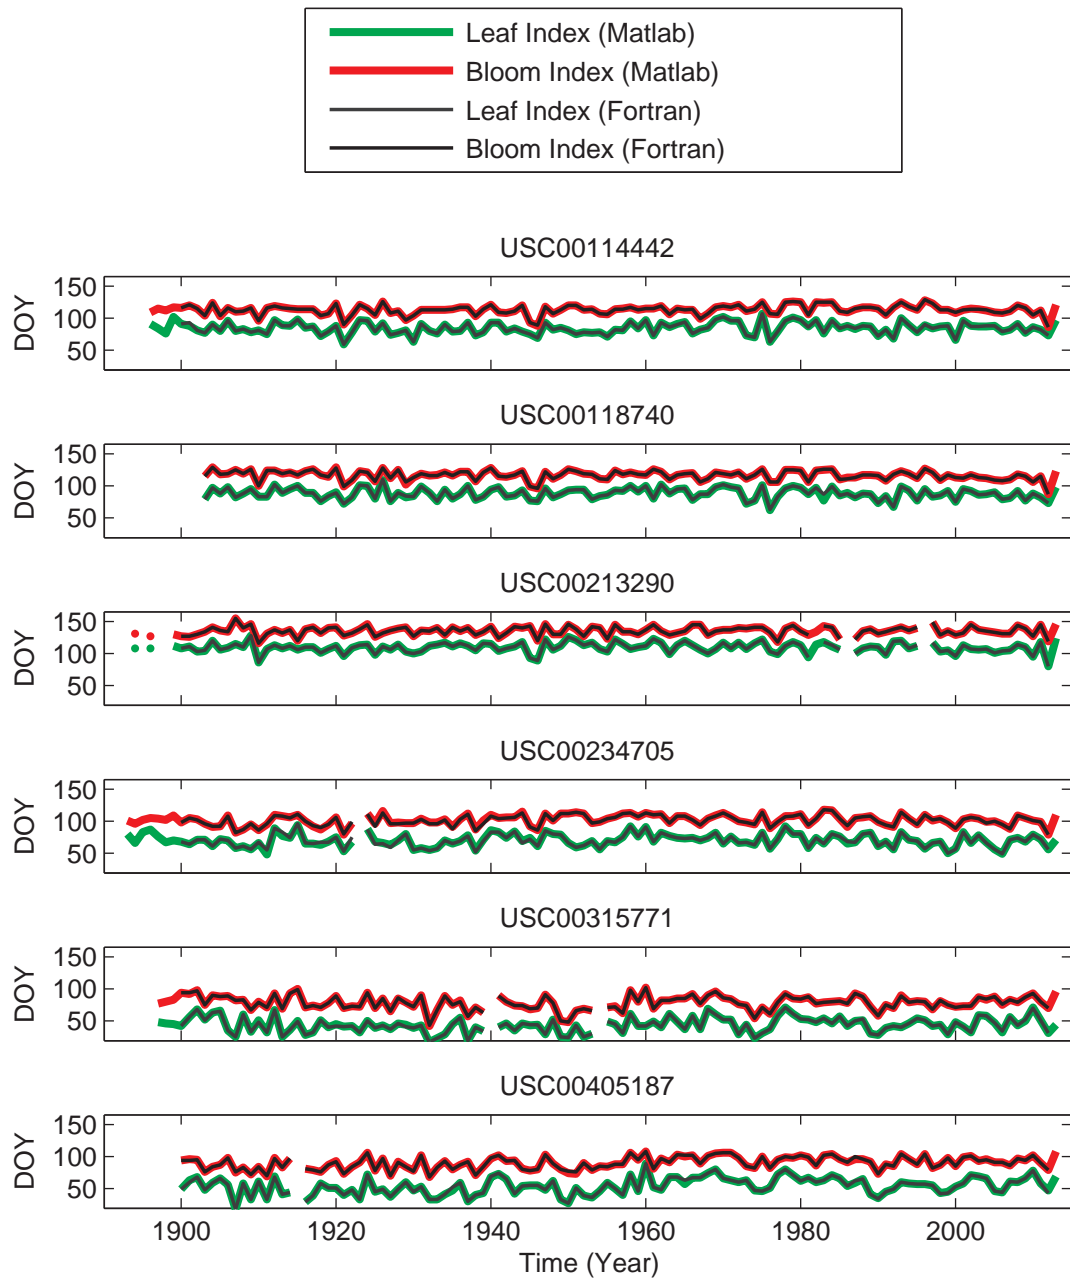 Leaf Index (Matlab)
Bloom Index (Matlab)
Leaf Index (Fortran)
Bloom Index (Fortran)
USC00114442
150
100
50
DOY
USC00118740
150
100
50
DOY
USC00213290
150
100
50
DOY
USC00234705
150
100
50
DOY
USC00315771
150
100
50
DOY
USC00405187
150
100
50
DOY
1900 1920 1940 1960 1980 2000
Time (Year)